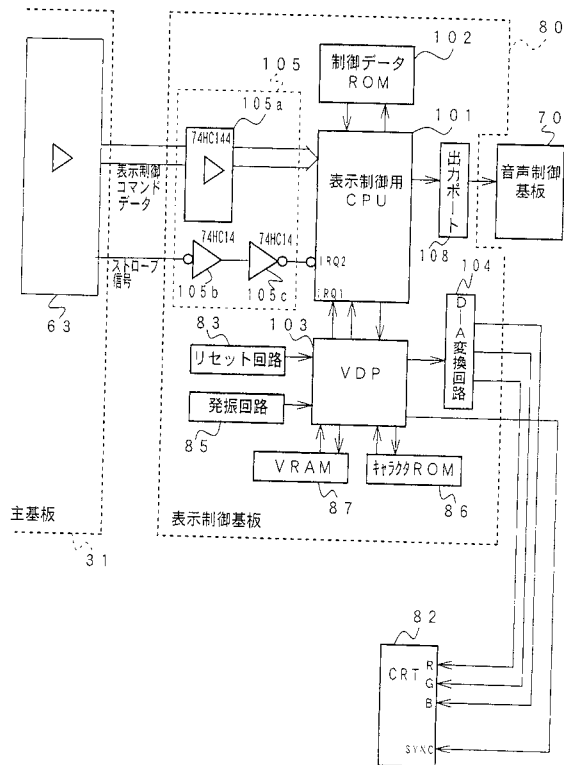 80
102
制御データ
ROM
105
105a
101
70
74HC144
表示制御
コマンド
データ
表示制御用
CPU
出力ポート
108
音声制御
基板
74HC14
74HC14
ストローブ
信号
IRQ2
105b
105c
IRQ1
104
63
103
83
リセット回路
VDP
D-A変換回路
発振回路
85
VRAM
キャラクタROM
主基板
表示制御基板
87
86
31
82
CRT
R
G
B
SYNC